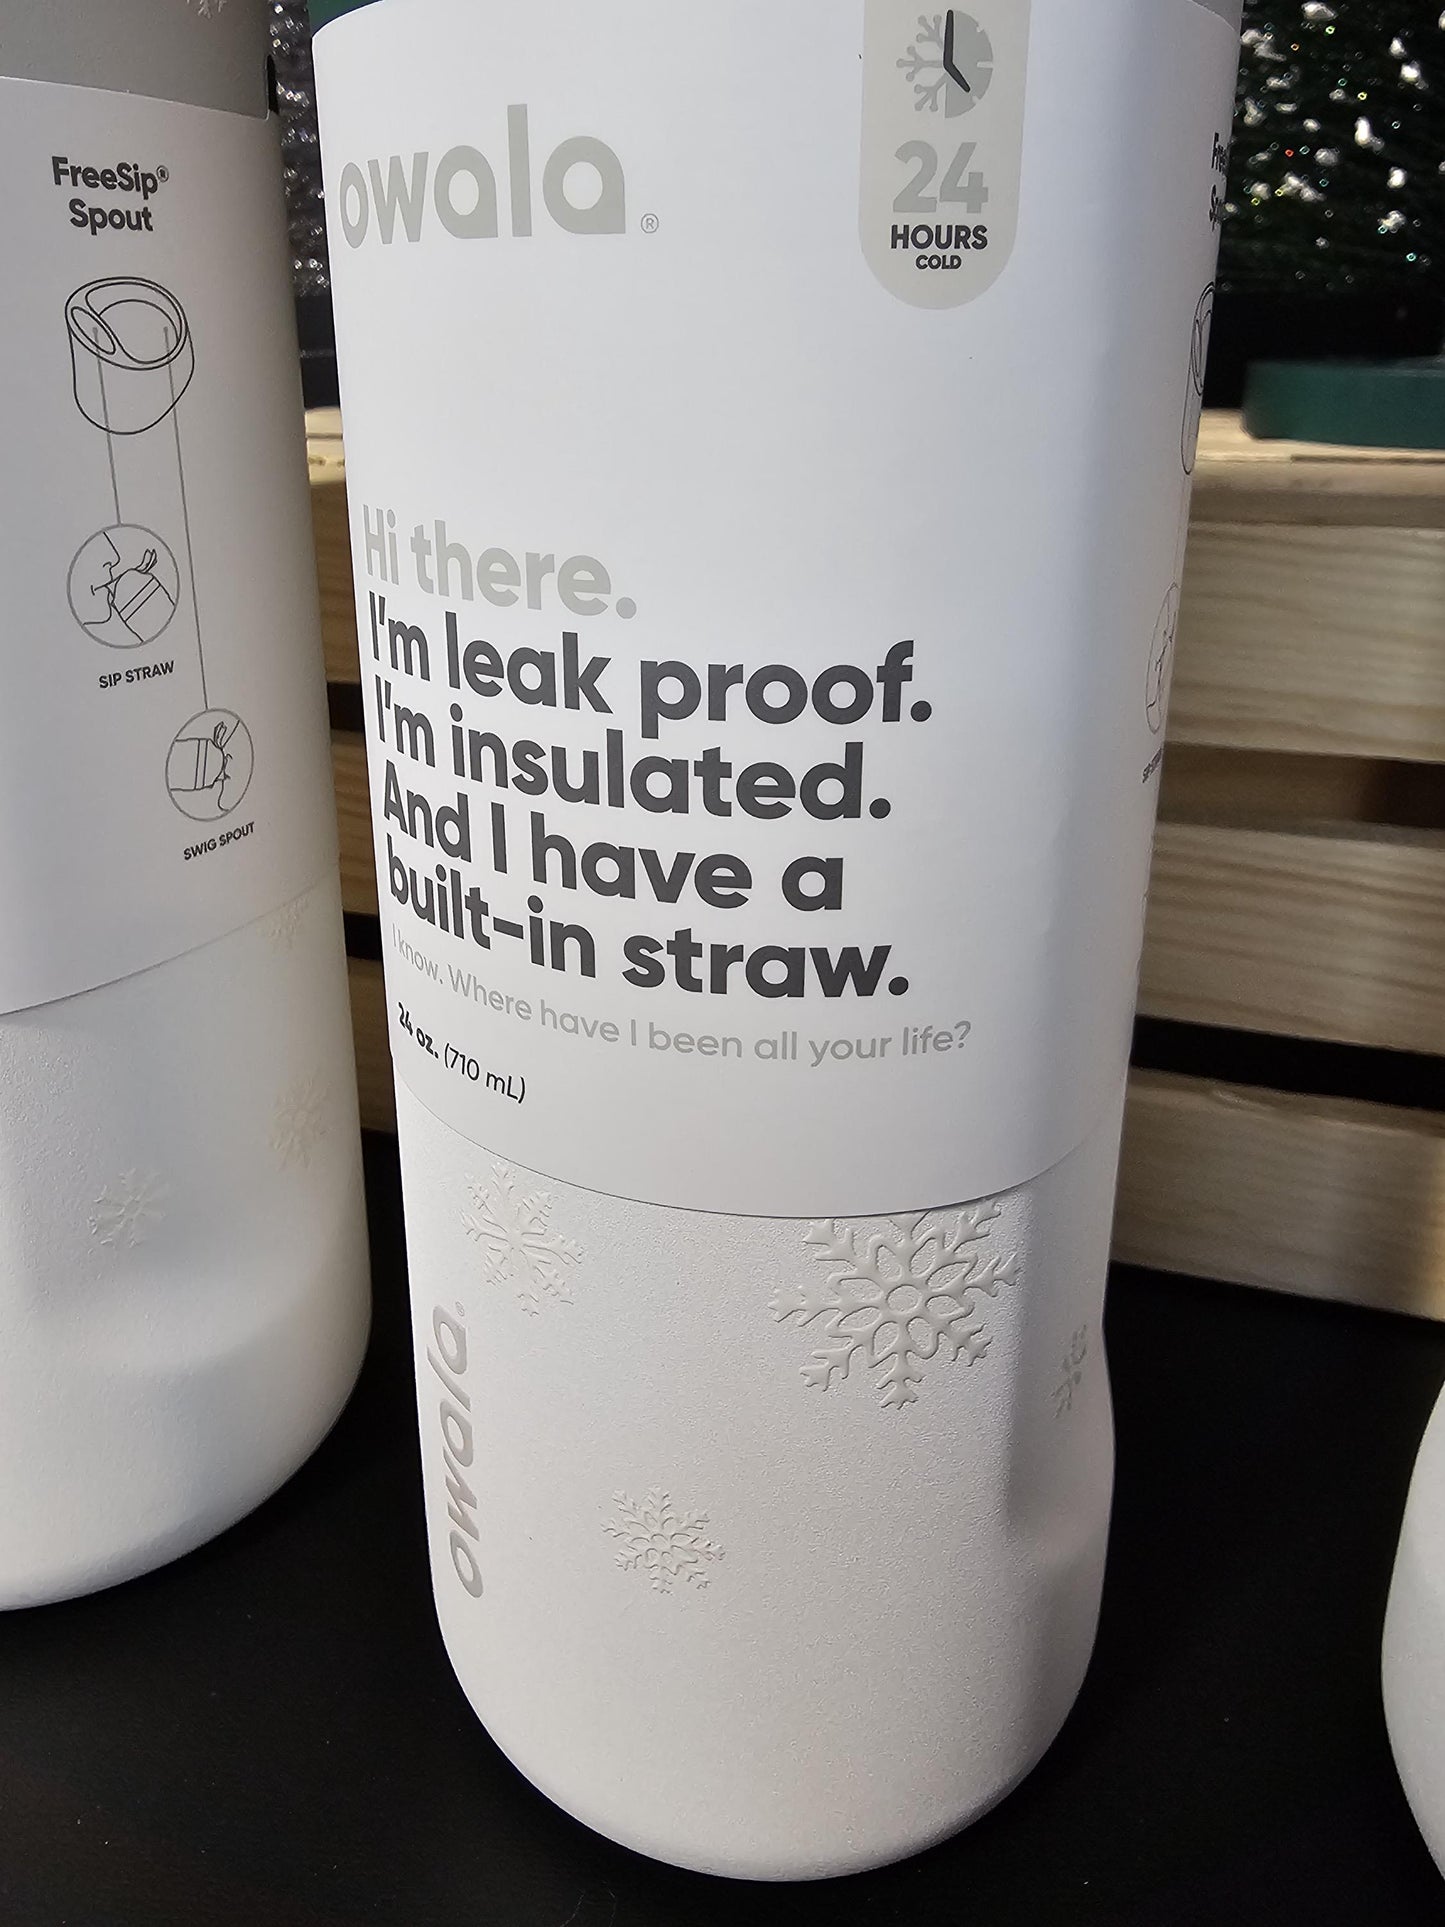 FreeSip®
Spout
SIP STRAW
SWIG SPOUT
owala®
24
HOURS
COLD
Hi there.
I'm leak proof.
I'm insulated.
And I have a
built-in straw.
I know. Where have I been all your life?
24 oz. (710 mL)
owala®